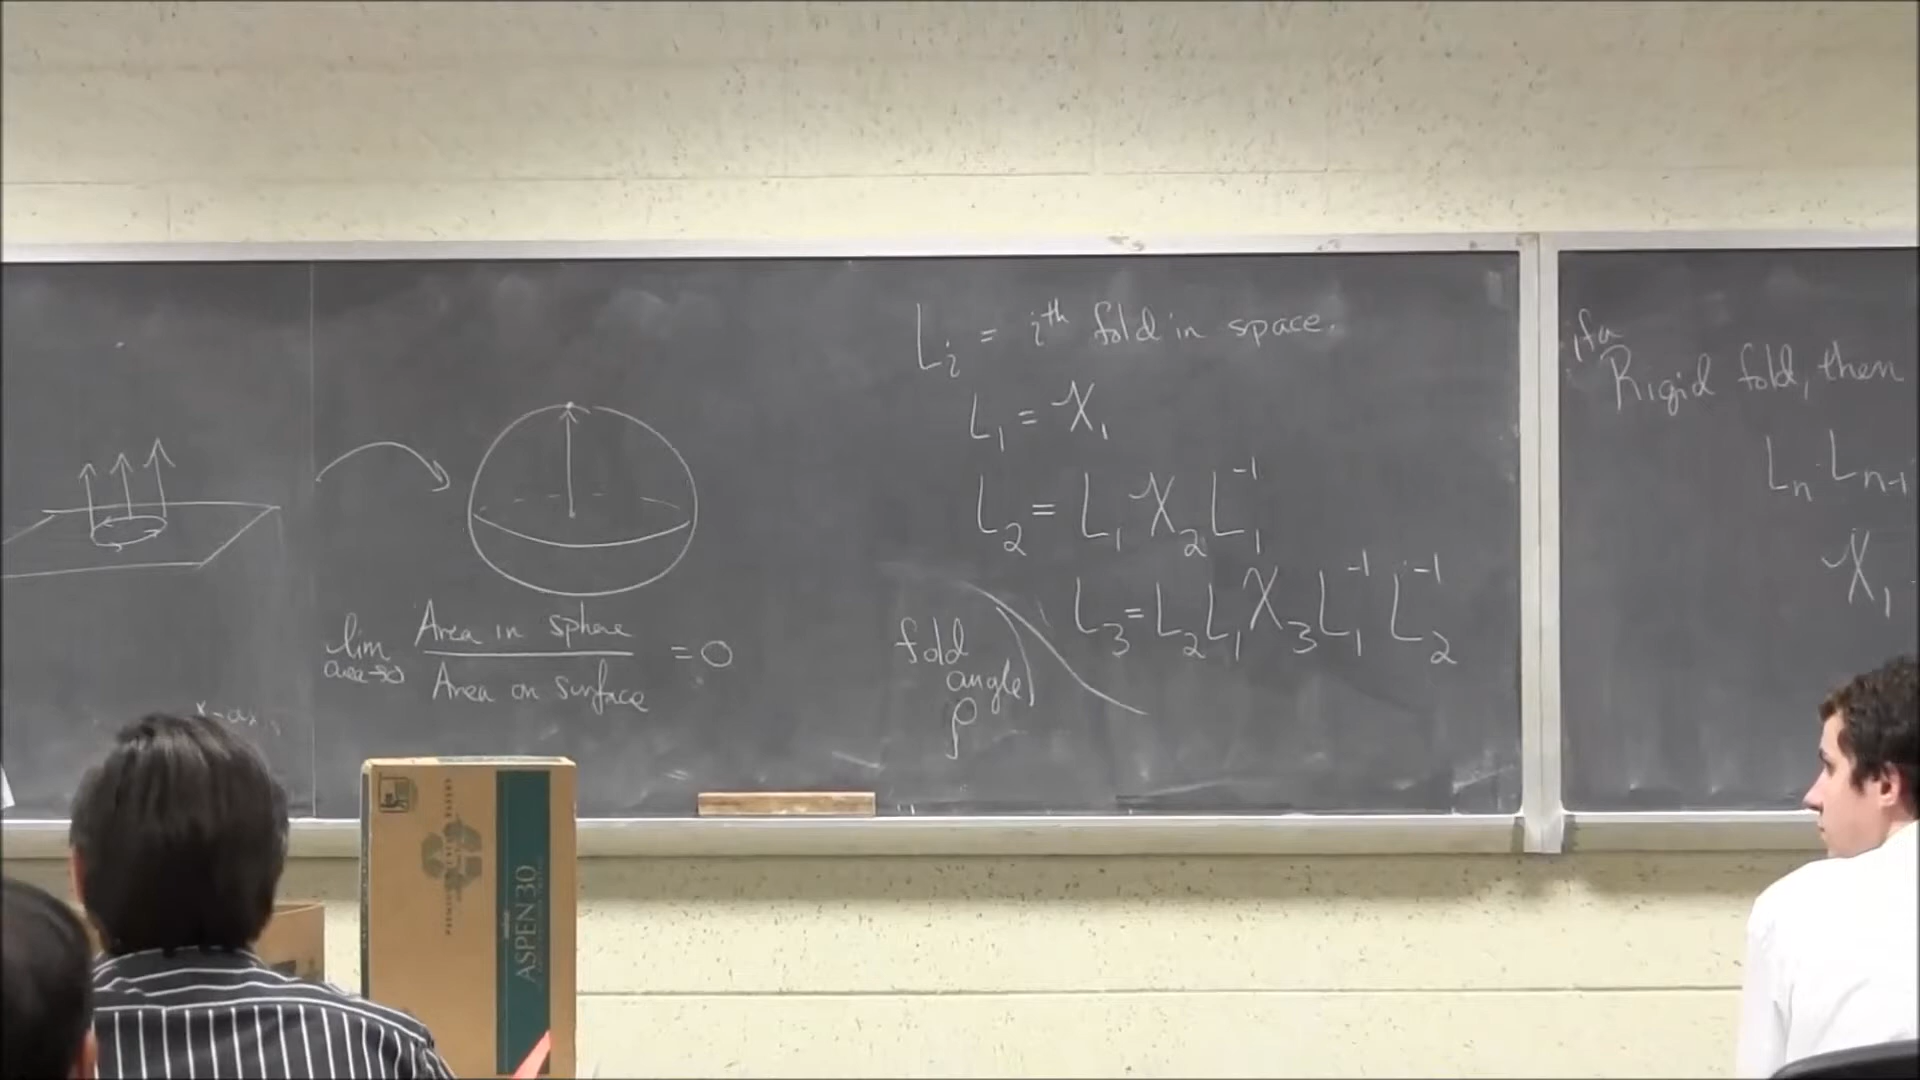 lim area→0 Area in sphere / Area on surface = 0
x-ax
L_i = i^th fold in space.
L_1 = χ_1
L_2 = L_1 χ_2 L_1^-1
L_3 = L_2 L_1 χ_3 L_1^-1 L_2^-1
fold
angle
ρ
if a
Rigid fold, then
L_n L_n-1
χ_1
ASPEN 30